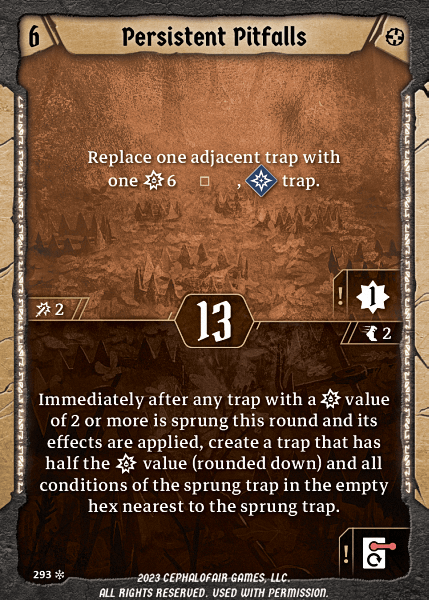 6 Persistent Pitfalls
Replace one adjacent trap with
one 6 , trap.
1
2
13
2
Immediately after any trap with a value
of 2 or more is sprung this round and its
effects are applied, create a trap that has
half the value (rounded down) and all
conditions of the sprung trap in the empty
hex nearest to the sprung trap.
293
2023 CEPHALOFAIR GAMES, LLC.
ALL RIGHTS RESERVED. USED WITH PERMISSION.